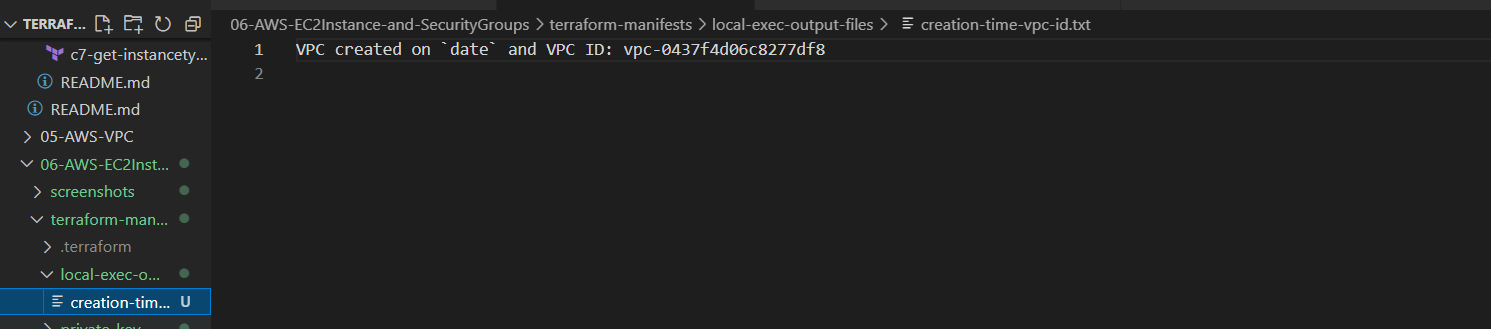 TERRAF...
06-AWS-EC2Instance-and-SecurityGroups > terraform-manifests > local-exec-output-files > creation-time-vpc-id.txt
1 VPC created on `date` and VPC ID: vpc-0437f4d06c8277df8
2
c7-get-instancety...
README.md
README.md
05-AWS-VPC
06-AWS-EC2Inst...
screenshots
terraform-man...
.terraform
local-exec-o...
creation-tim... U
private-key